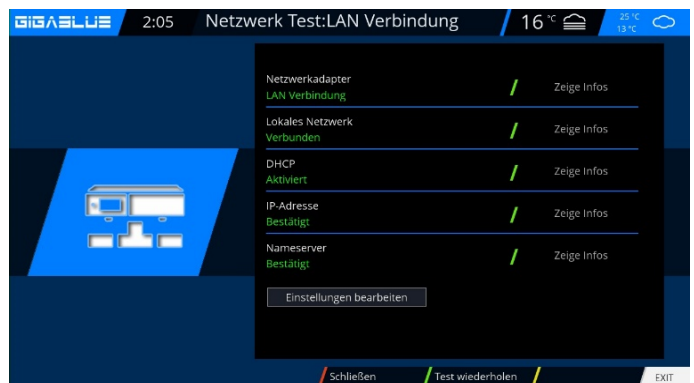 GIGABLUE 2:05 Netzwerk Test:LAN Verbindung 16 °C 25 °C
13 °C
Netzwerkadapter
LAN Verbindung Zeige Infos
Lokales Netzwerk
Verbunden Zeige Infos
DHCP
Aktiviert Zeige Infos
IP-Adresse
Bestätigt Zeige Infos
Nameserver
Bestätigt Zeige Infos
Einstellungen bearbeiten
Schließen Test wiederholen EXIT